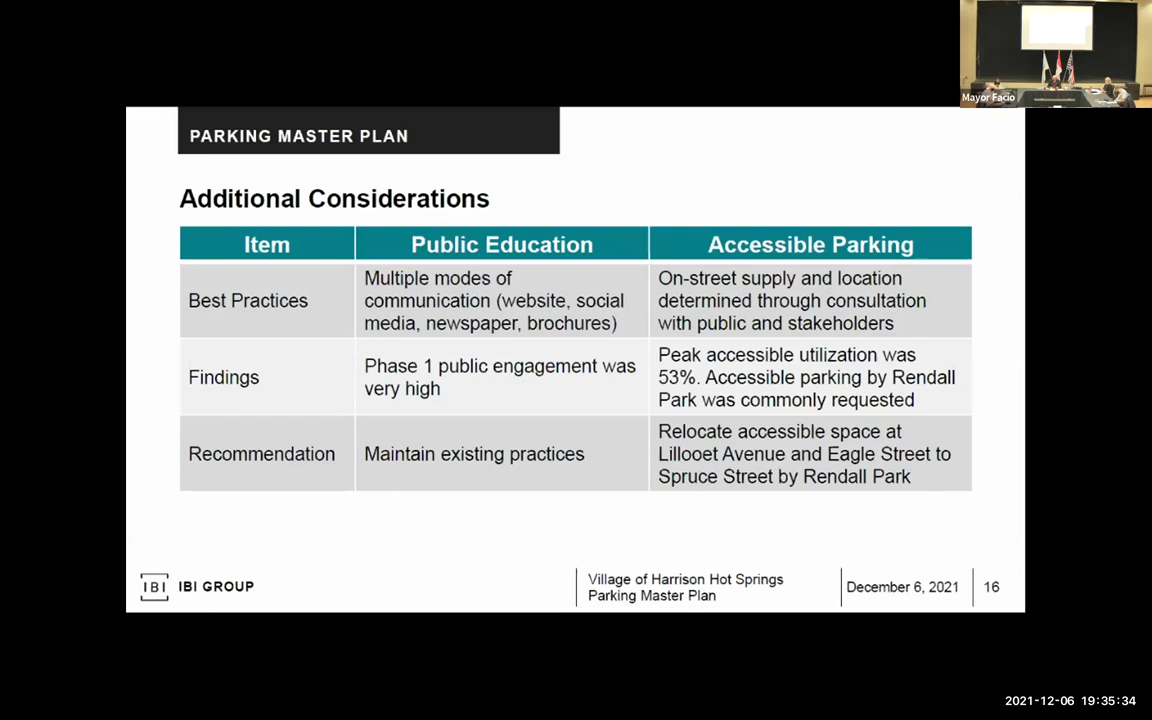 Mayor Facio
PARKING MASTER PLAN
Additional Considerations
Item
Public Education
Accessible Parking
Best Practices
Multiple modes of
communication (website, social
media, newspaper, brochures)
On-street supply and location
determined through consultation
with public and stakeholders
Findings
Phase 1 public engagement was
very high
Peak accessible utilization was
53%. Accessible parking by Rendall
Park was commonly requested
Recommendation
Maintain existing practices
Relocate accessible space at
Lillooet Avenue and Eagle Street to
Spruce Street by Rendall Park
IBI
IBI GROUP
Village of Harrison Hot Springs
Parking Master Plan
December 6, 2021
16
2021-12-06 19:35:34